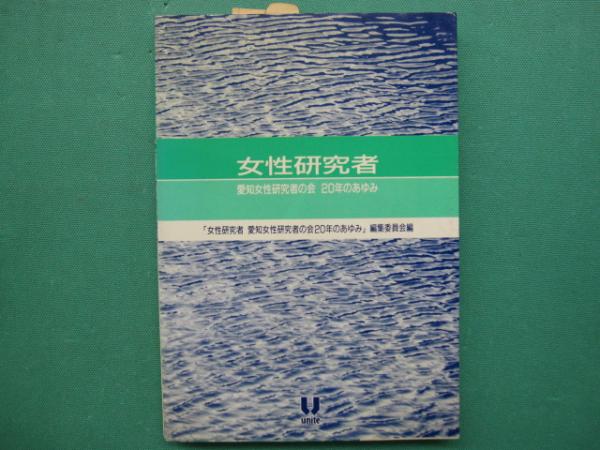 女性研究者
愛知女性研究者の会 20年のあゆみ
「女性研究者 愛知女性研究者の会20年のあゆみ」編集委員会編
unite